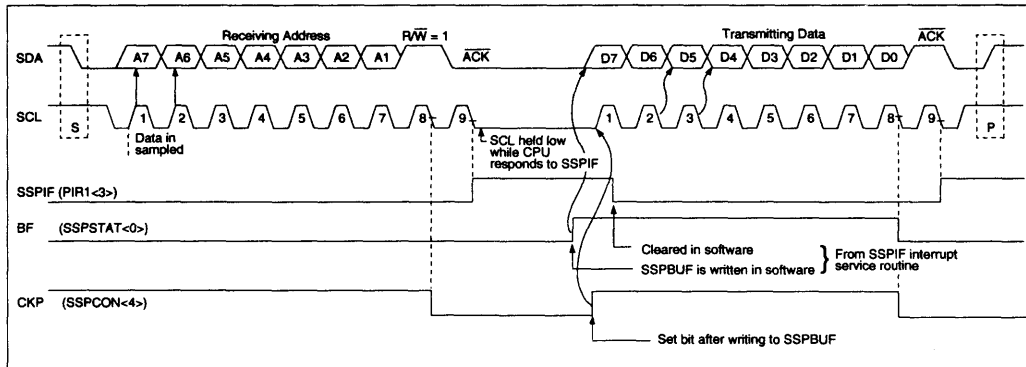 Receiving Address R/W̅ = 1 Transmitting Data A̅C̅K̅
SDA A7 A6 A5 A4 A3 A2 A1 A̅C̅K̅ D7 D6 D5 D4 D3 D2 D1 D0
SCL S 1 2 3 4 5 6 7 8 9 1 2 3 4 5 6 7 8 9 P
Data in
sampled
SCL held low
while CPU
responds to SSPIF
SSPIF (PIR1<3>)
BF (SSPSTAT<0>)
Cleared in software
SSPBUF is written in software
From SSPIF interrupt
service routine
CKP (SSPCON<4>)
Set bit after writing to SSPBUF